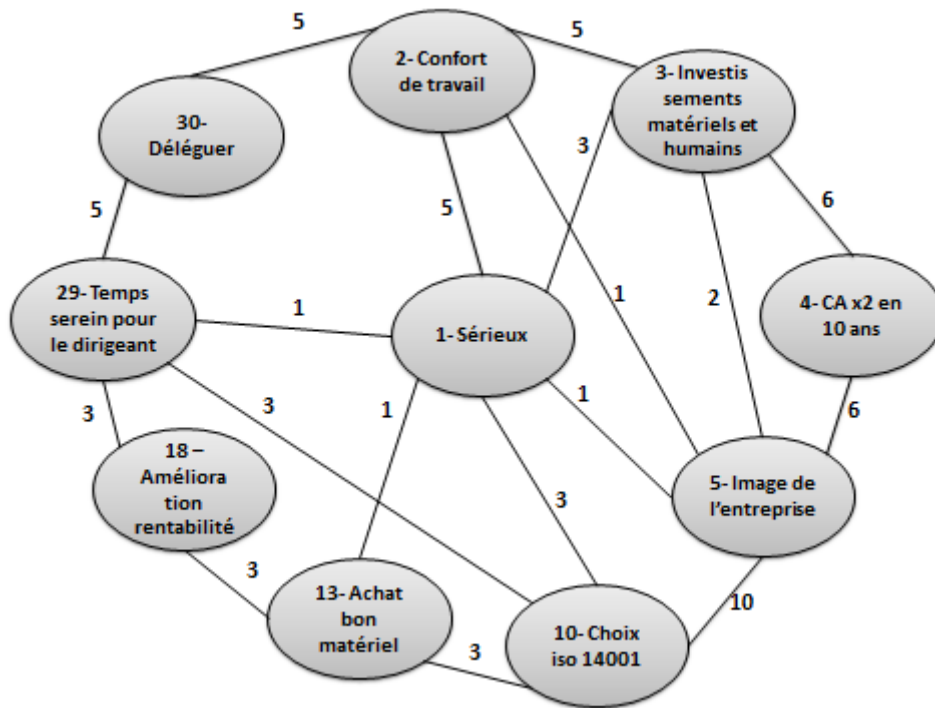 5
2- Confort
de travail
5
3- Investis
sements
matériels et
humains
30-
Déléguer
3
5
5
6
29- Temps
serein pour
le dirigeant
1
1- Sérieux
1
2
4- CA x2 en
10 ans
3
3
1
1
6
18 –
Améliora
tion
rentabilité
5- Image de
l'entreprise
3
3
13- Achat
bon
matériel
3
10- Choix
iso 14001
10